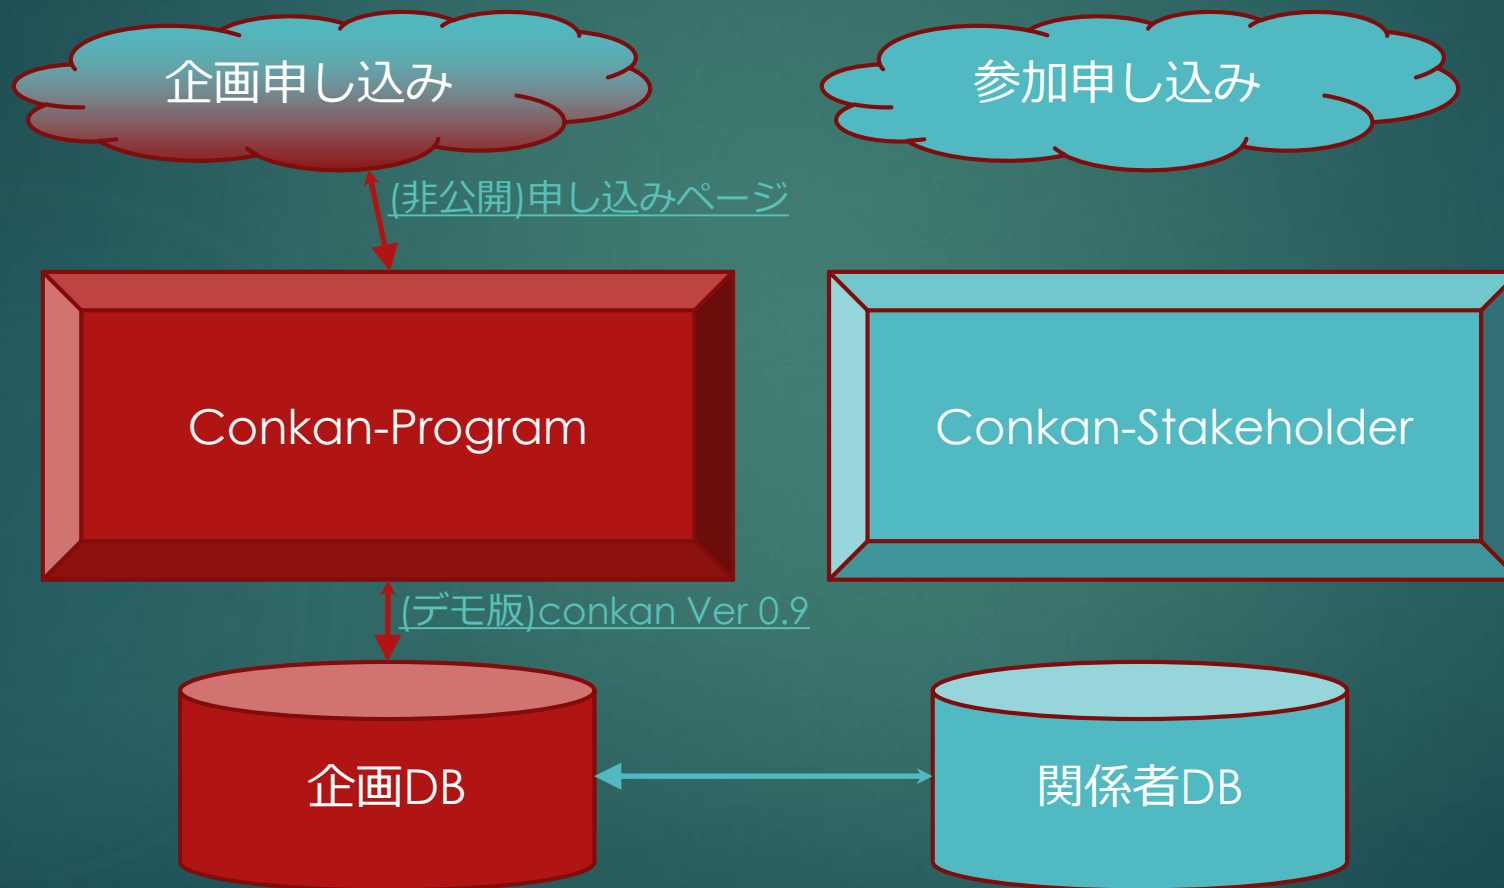 企画申し込み
参加申し込み
(非公開)申し込みページ
Conkan-Program
Conkan-Stakeholder
(デモ版)conkan Ver 0.9
企画DB
関係者DB